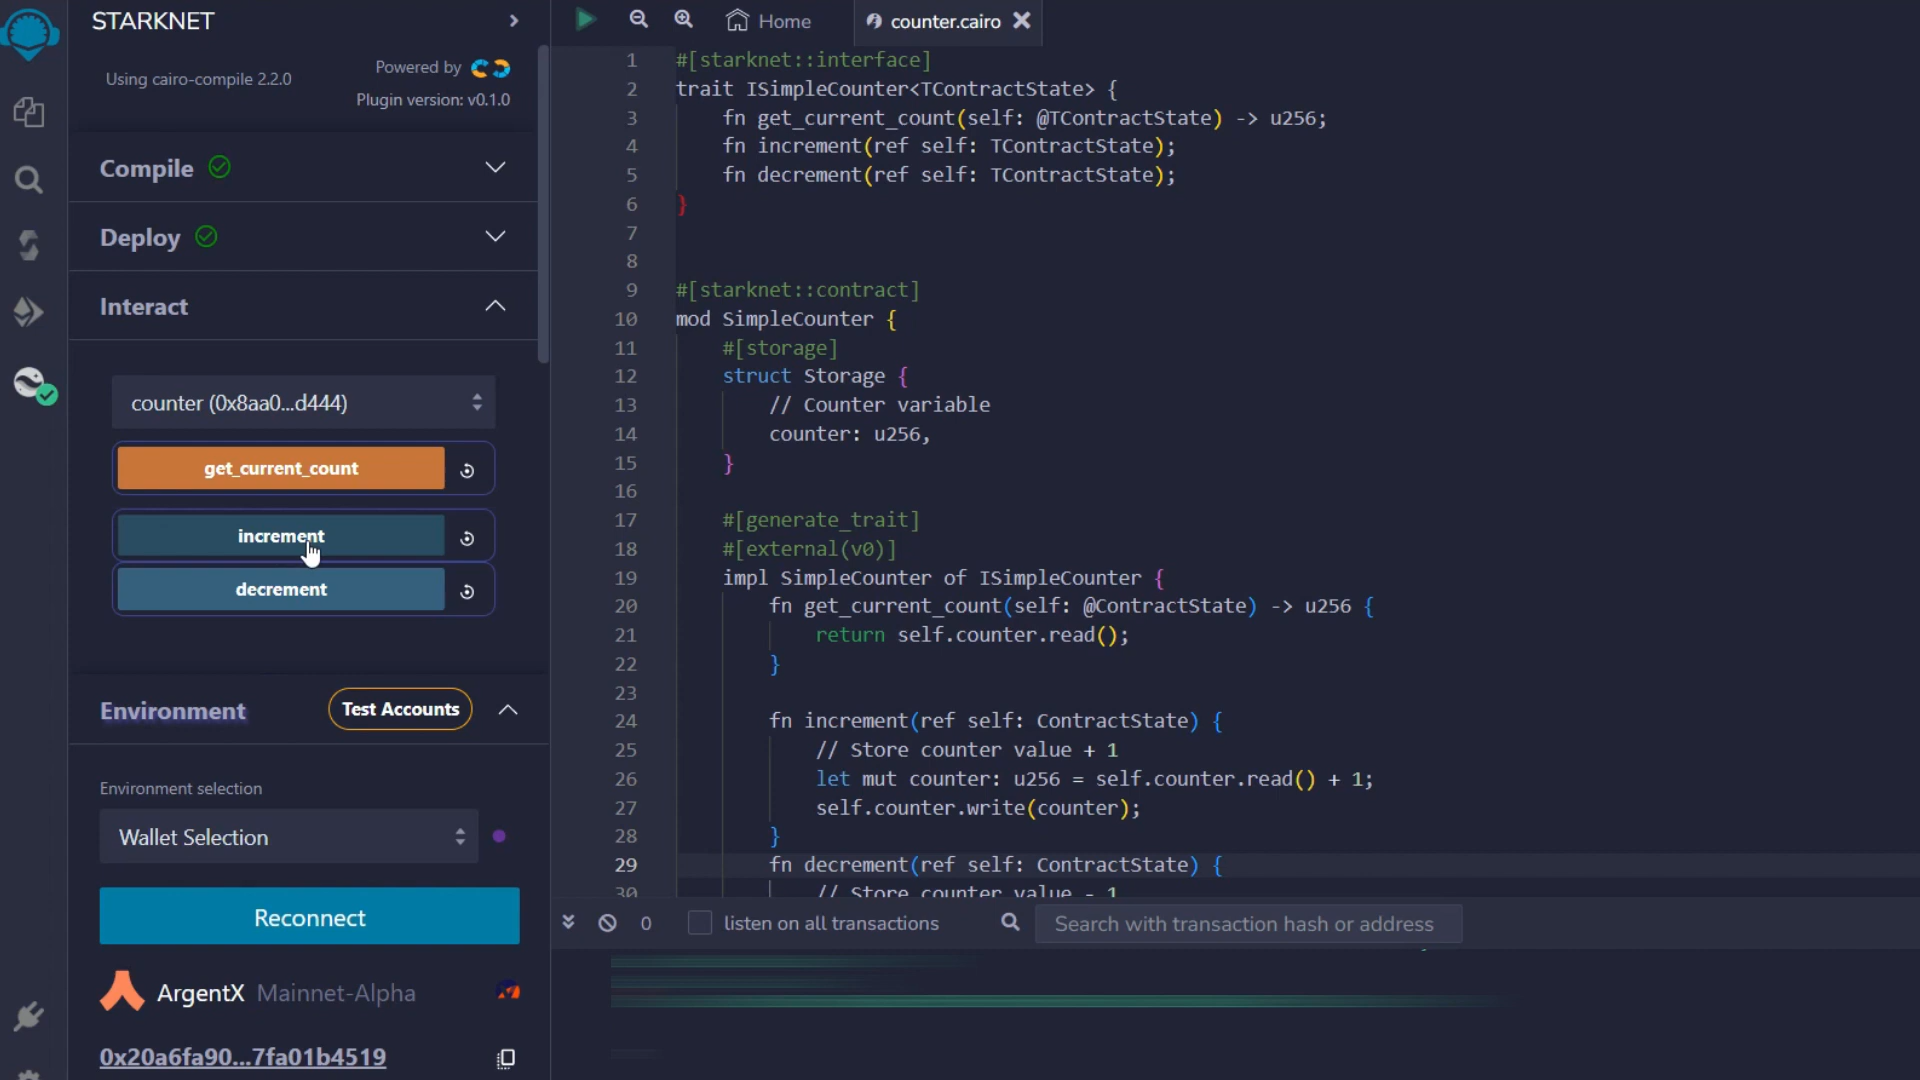 STARKNET
Using cairo-compile 2.2.0
Powered by
Plugin version: v0.1.0
Compile
Deploy
Interact
counter (0x8aa0...d444)
get_current_count
increment
decrement
Environment
Test Accounts
Environment selection
Wallet Selection
Reconnect
ArgentX Mainnet-Alpha
0x20a6fa90...7fa01b4519
Home
counter.cairo
1 #[starknet::interface]
2 trait ISimpleCounter<TContractState> {
3 fn get_current_count(self: @TContractState) -> u256;
4 fn increment(ref self: TContractState);
5 fn decrement(ref self: TContractState);
6 }
7
8
9 #[starknet::contract]
10 mod SimpleCounter {
11 #[storage]
12 struct Storage {
13 // Counter variable
14 counter: u256,
15 }
16
17 #[generate_trait]
18 #[external(v0)]
19 impl SimpleCounter of ISimpleCounter {
20 fn get_current_count(self: @ContractState) -> u256 {
21 return self.counter.read();
22 }
23
24 fn increment(ref self: ContractState) {
25 // Store counter value + 1
26 let mut counter: u256 = self.counter.read() + 1;
27 self.counter.write(counter);
28 }
29 fn decrement(ref self: ContractState) {
30 // Store counter value - 1
0
listen on all transactions
Search with transaction hash or address